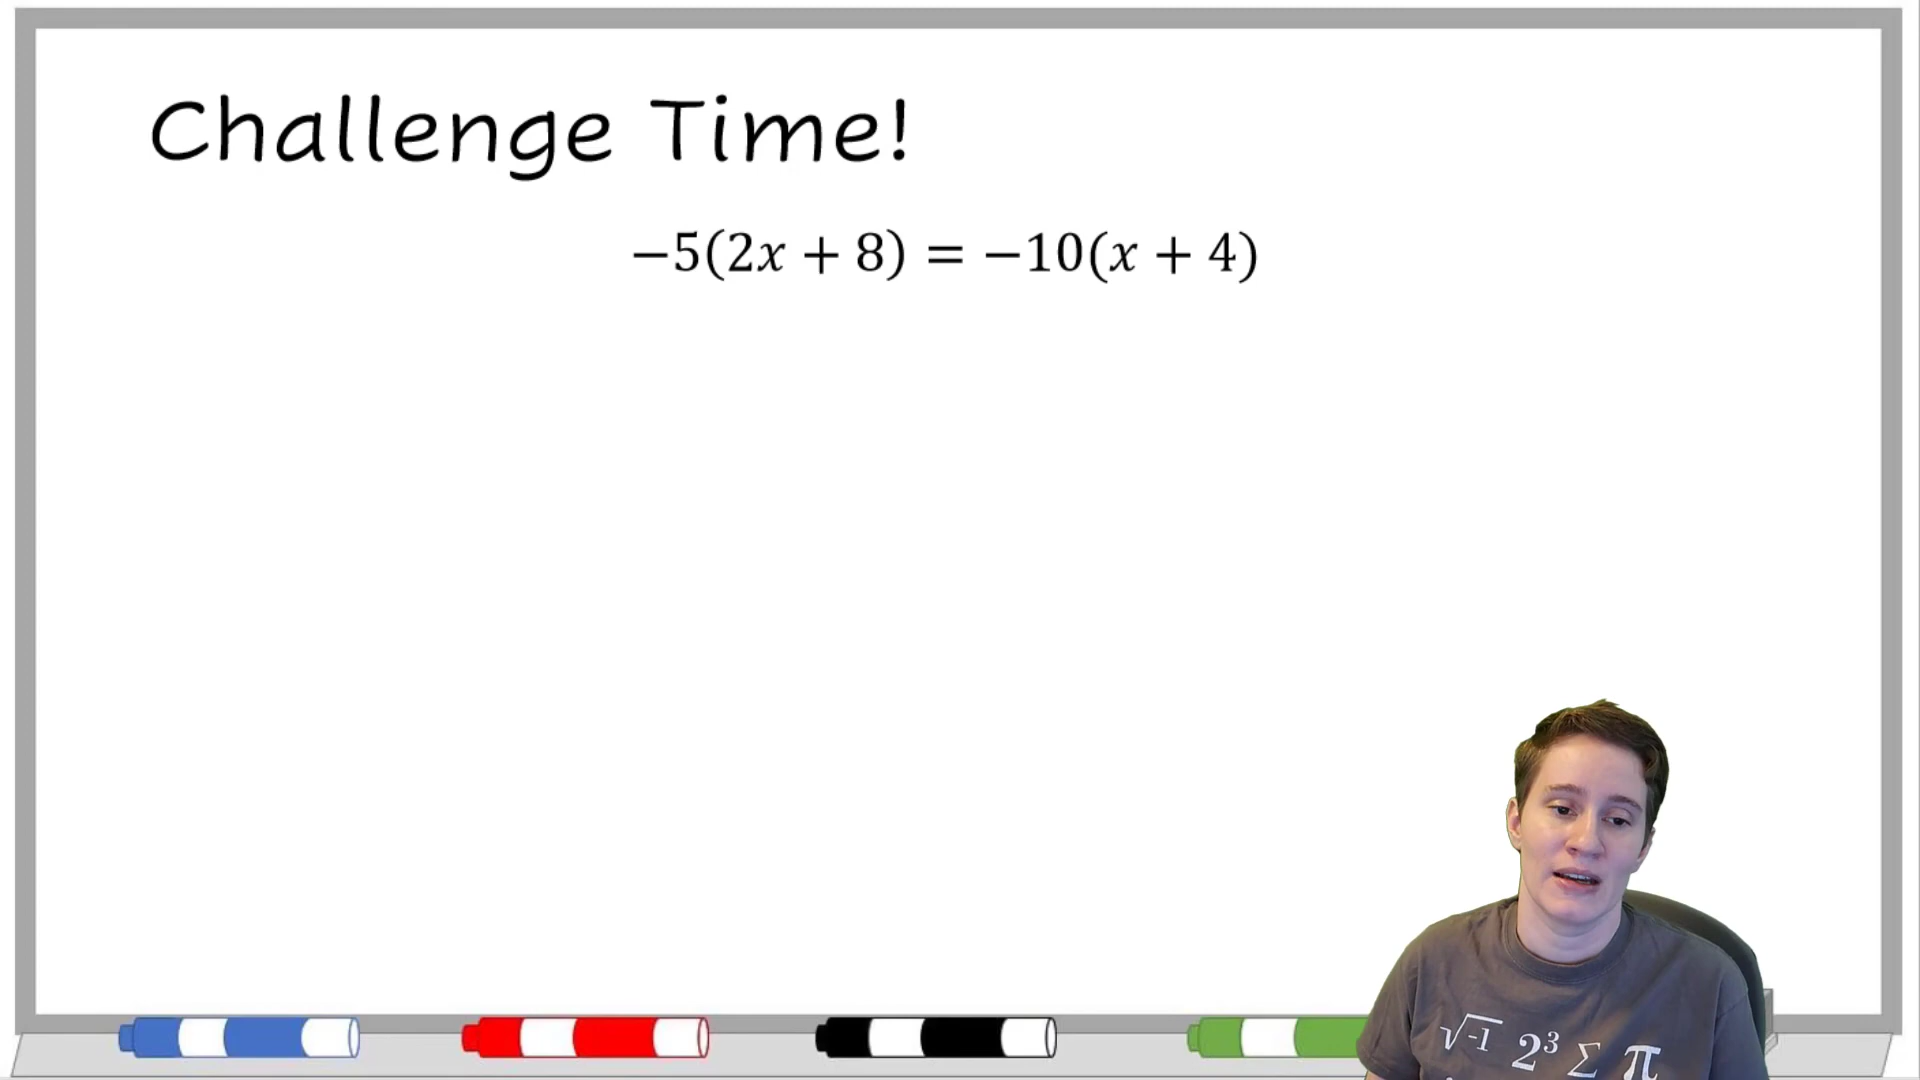 Challenge Time!
−5(2x + 8) = −10(x + 4)
√-1 2³ Σ π